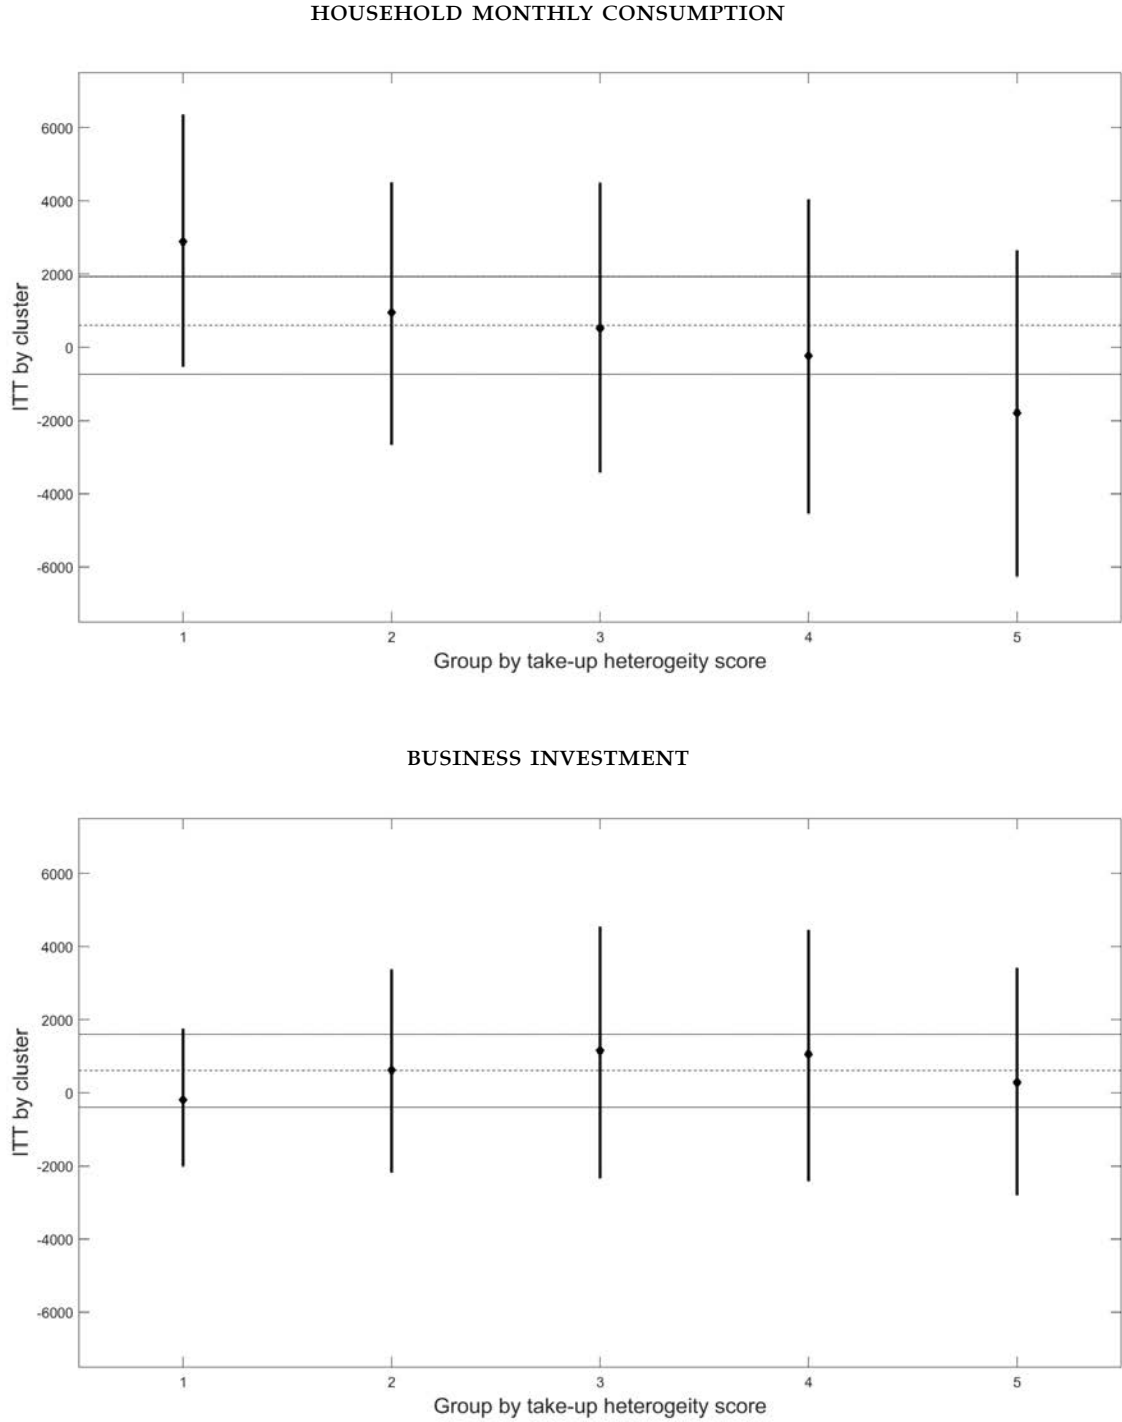 HOUSEHOLD MONTHLY CONSUMPTION
6000
4000
2000
0
-2000
-4000
-6000
ITT by cluster
1 2 3 4 5
Group by take-up heterogeity score
BUSINESS INVESTMENT
6000
4000
2000
0
-2000
-4000
-6000
ITT by cluster
1 2 3 4 5
Group by take-up heterogeity score